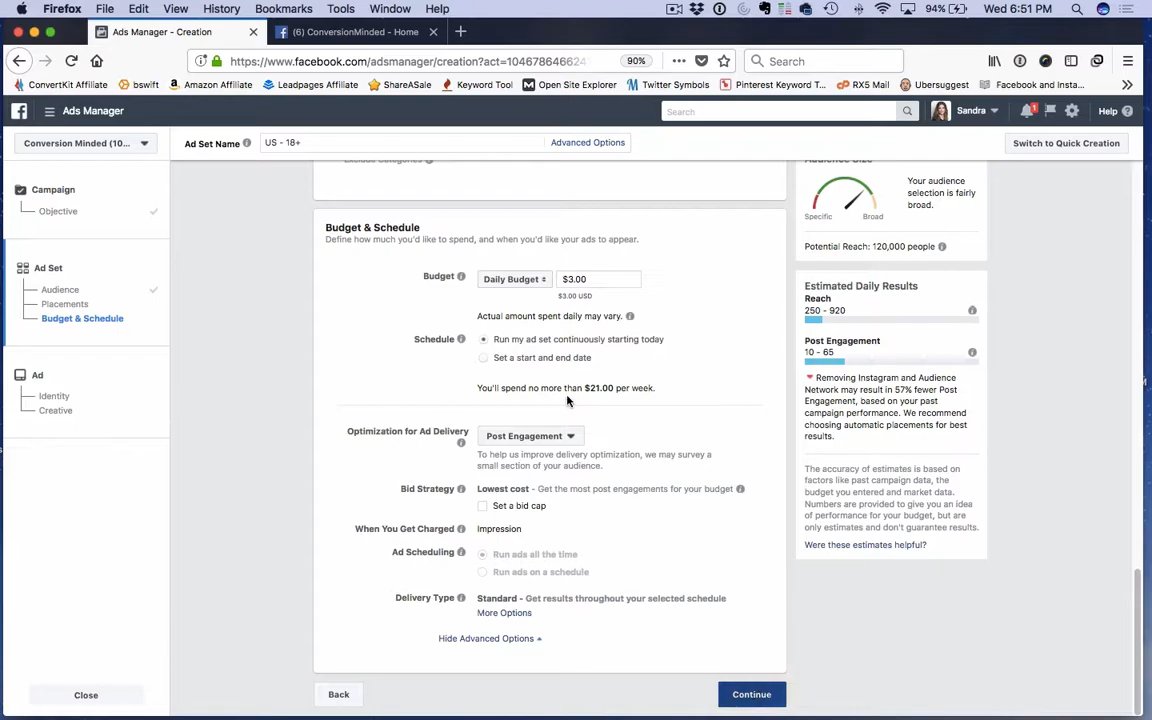 Firefox File Edit View History Bookmarks Tools Window Help 94% Wed 6:51 PM
Ads Manager - Creation
(6) ConversionMinded - Home
https://www.facebook.com/adsmanager/creation?act=10467864662
90%
Search
ConvertKit Affiliate bswift Amazon Affiliate Leadpages Affiliate ShareASale Keyword Tool Open Site Explorer Twitter Symbols Pinterest Keyword T... RX5 Mail Ubersuggest Facebook and Insta...
Ads Manager
Search
Sandra
1
Help
Conversion Minded (10...
Ad Set Name
US - 18+
Advanced Options
Switch to Quick Creation
Campaign
Objective
Ad Set
Audience
Placements
Budget & Schedule
Ad
Identity
Creative
Close
Exclude Categories
Budget & Schedule
Define how much you'd like to spend, and when you'd like your ads to appear.
Budget Daily Budget $3.00
$3.00 USD
Actual amount spent daily may vary.
Schedule Run my ad set continuously starting today
Set a start and end date
You'll spend no more than $21.00 per week.
Optimization for Ad Delivery Post Engagement
To help us improve delivery optimization, we may survey a
small section of your audience.
Bid Strategy Lowest cost - Get the most post engagements for your budget
Set a bid cap
When You Get Charged Impression
Ad Scheduling Run ads all the time
Run ads on a schedule
Delivery Type Standard - Get results throughout your selected schedule
More Options
Hide Advanced Options
Back
Continue
Audience Size
Specific Broad
Your audience
selection is fairly
broad.
Potential Reach: 120,000 people
Estimated Daily Results
Reach
250 - 920
Post Engagement
10 - 65
Removing Instagram and Audience
Network may result in 57% fewer Post
Engagement, based on your past
campaign performance. We recommend
choosing automatic placements for best
results.
The accuracy of estimates is based on
factors like past campaign data, the
budget you entered and market data.
Numbers are provided to give you an idea
of performance for your budget, but are
only estimates and don't guarantee results.
Were these estimates helpful?